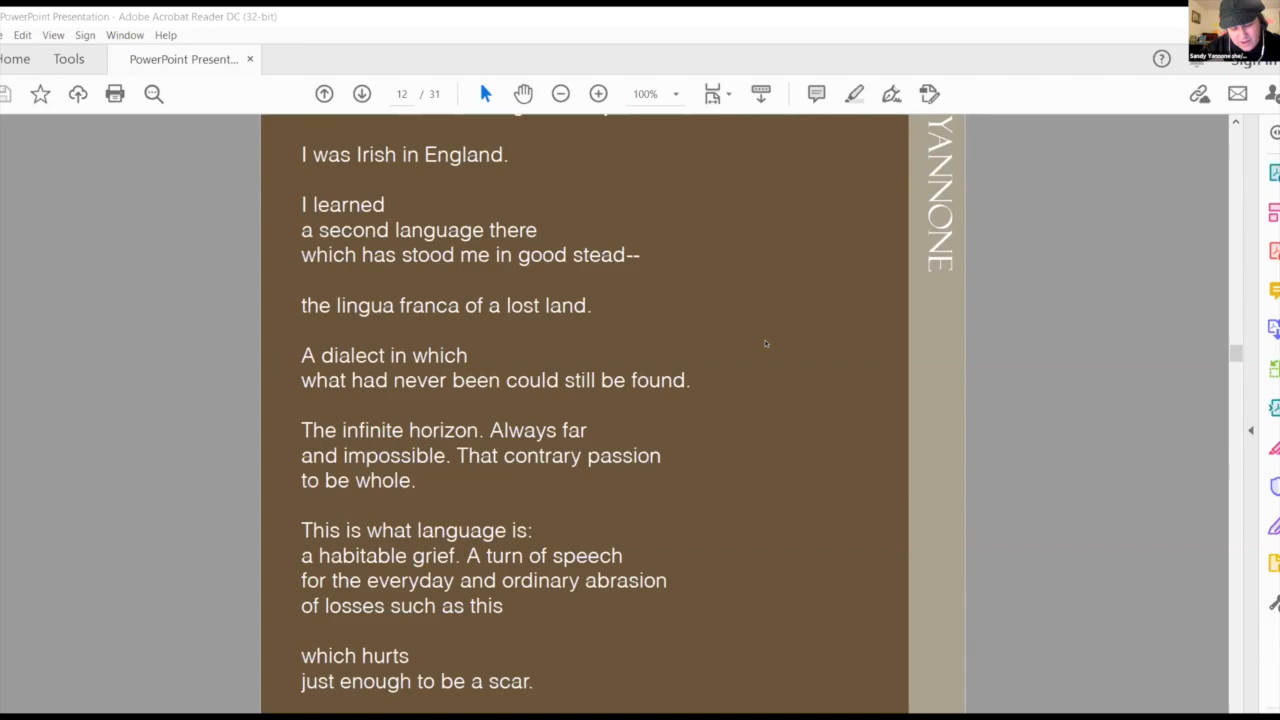 PowerPoint Presentation - Adobe Acrobat Reader DC (32-bit)
Edit View Sign Window Help
Tools PowerPoint Present... ×
12 / 31 100%
I was Irish in England.
I learned
a second language there
which has stood me in good stead--
the lingua franca of a lost land.
A dialect in which
what had never been could still be found.
The infinite horizon. Always far
and impossible. That contrary passion
to be whole.
This is what language is:
a habitable grief. A turn of speech
for the everyday and ordinary abrasion
of losses such as this
which hurts
just enough to be a scar.
YANNONE
Sandy Yannone she/...